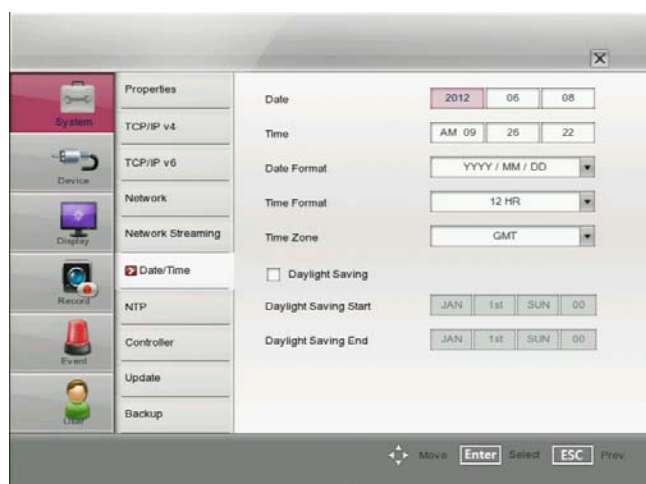 System
Device
Display
Record
Event
User
Properties
TCP/IP v4
TCP/IP v6
Network
Network Streaming
Date/Time
NTP
Controller
Update
Backup
Date 2012 06 08
Time AM 09 26 22
Date Format YYYY / MM / DD
Time Format 12 HR
Time Zone GMT
Daylight Saving
Daylight Saving Start JAN 1st SUN 00
Daylight Saving End JAN 1st SUN 00
Move Enter Select ESC Prev.